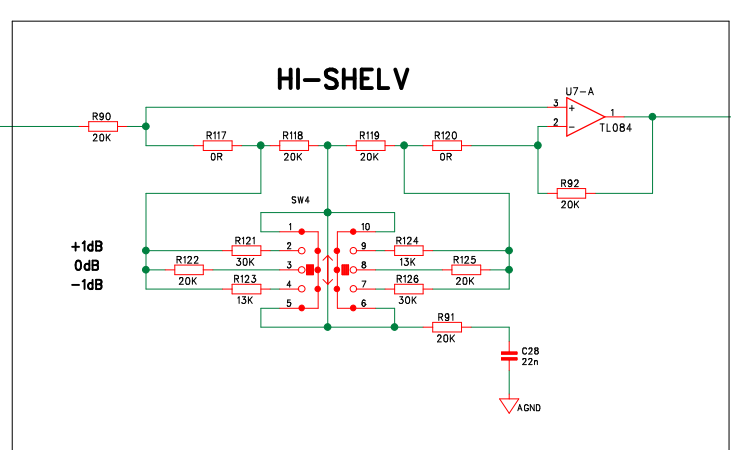 HI-SHELV
U7-A
R90
20K
3
+
2
-
1
TL084
R117
0R
R118
20K
R119
20K
R120
0R
R92
20K
SW4
1
10
+1dB
R121
30K
2
9
R124
13K
0dB
R122
20K
3
8
R125
20K
-1dB
R123
13K
4
7
R126
30K
5
6
R91
20K
C28
22n
AGND